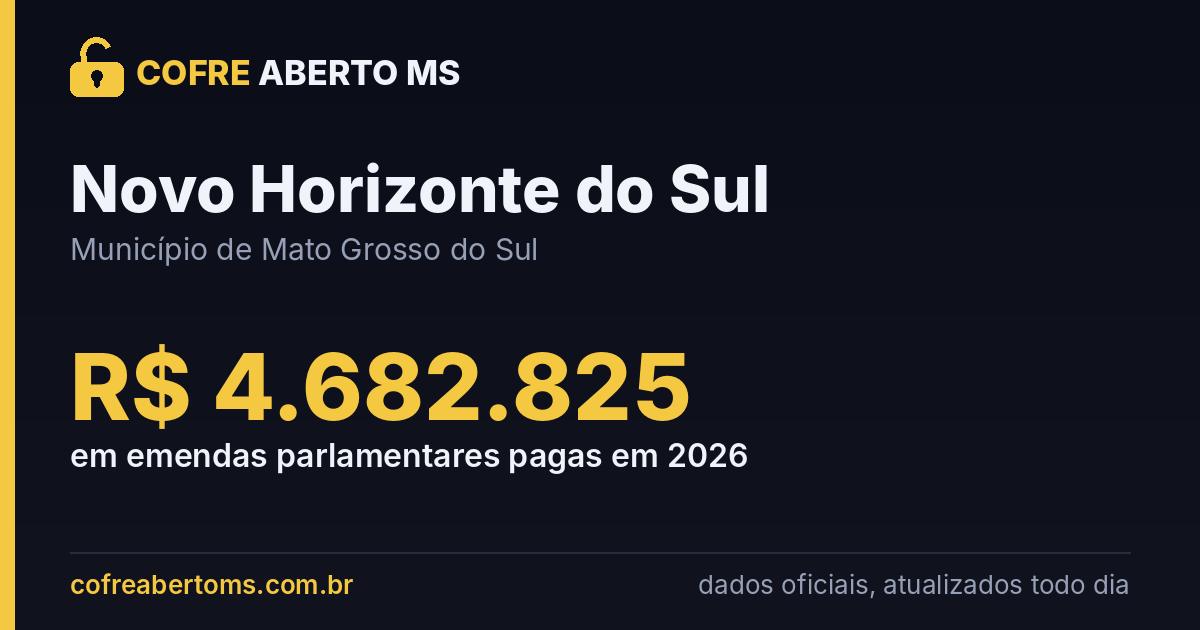 COFRE ABERTO MS
Novo Horizonte do Sul
Município de Mato Grosso do Sul
R$ 4.682.825
em emendas parlamentares pagas em 2026
cofreabertoms.com.br
dados oficiais, atualizados todo dia